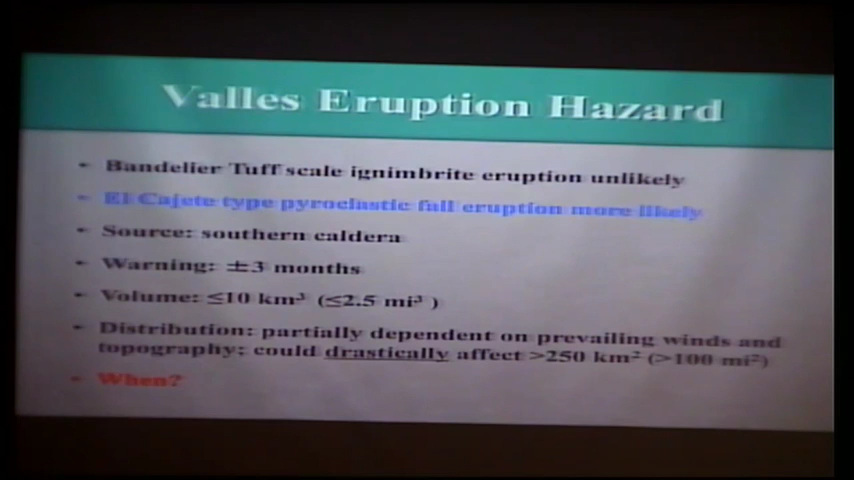 Valles Eruption Hazard
- Bandelier Tuff scale ignimbrite eruption unlikely
- El Cajete type pyroclastic fall eruption more likely
- Source: southern caldera
- Warning: ±3 months
- Volume: ≤10 km³ (≤2.5 mi³ )
- Distribution: partially dependent on prevailing winds and
topography; could drastically affect >250 km² (>100 mi²)
- When?